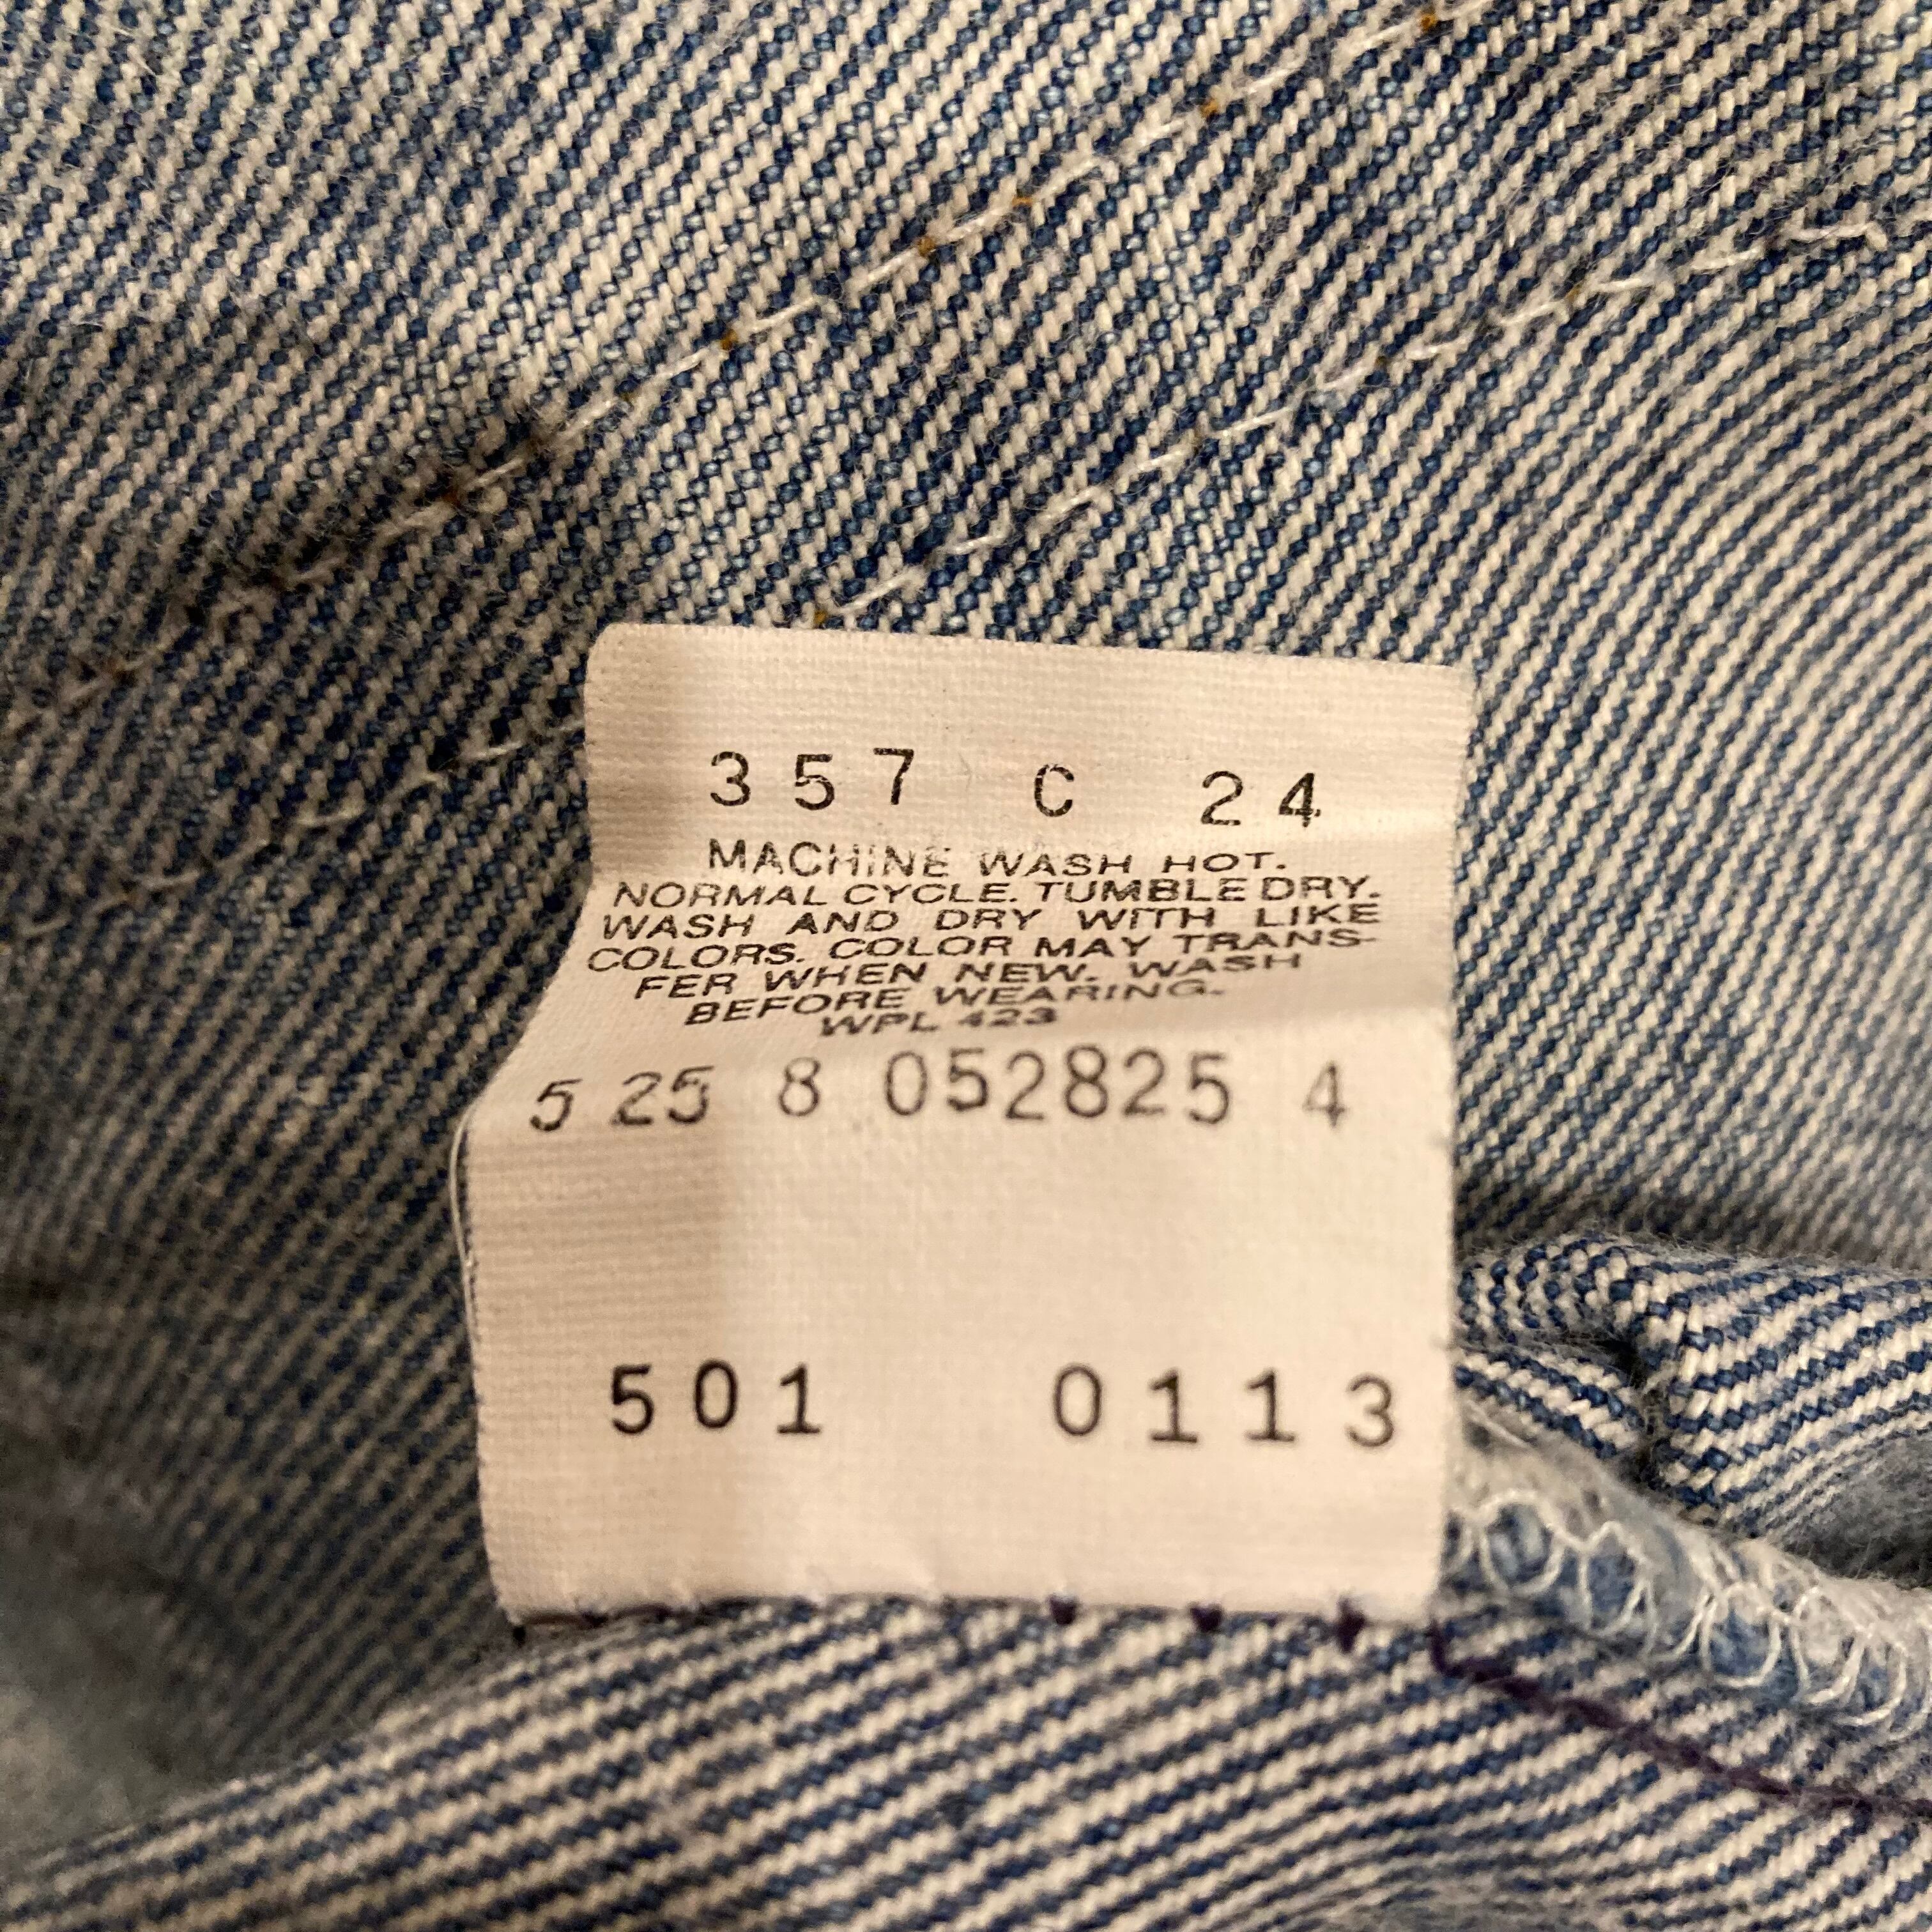 357 C 24
MACHINE WASH HOT.
NORMAL CYCLE. TUMBLE DRY.
WASH AND DRY WITH LIKE
COLORS. COLOR MAY TRANS-
FER WHEN NEW. WASH
BEFORE WEARING.
WPL 423
5 25 8 052825 4
501 0113